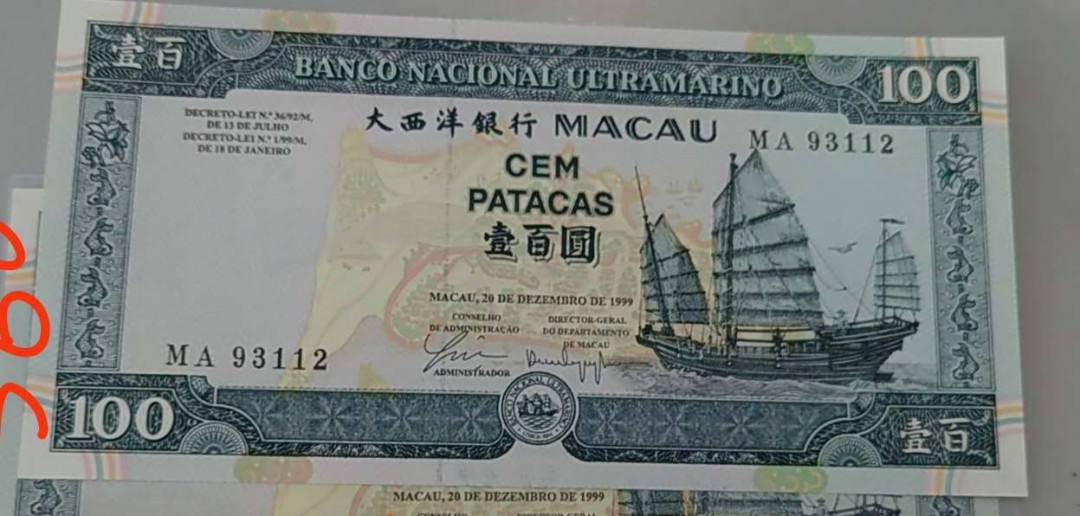 壹百
BANCO NACIONAL ULTRAMARINO
100
DECRETO-LEI N.º 36/92/M,
DE 13 DE JULHO
DECRETO-LEI N.º 1/99/M,
DE 18 DE JANEIRO
大西洋銀行 MACAU
MA 93112
CEM
PATACAS
壹百圓
MACAU, 20 DE DEZEMBRO DE 1999
CONSELHO
DE ADMINISTRAÇÃO
ADMINISTRADOR
DIRECTOR-GERAL
DO DEPARTAMENTO
DE MACAU
MA 93112
100
壹百
MACAU, 20 DE DEZEMBRO DE 1999